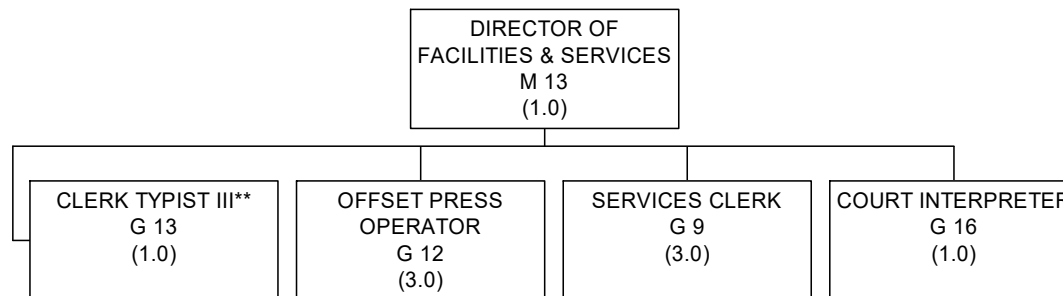 DIRECTOR OF
FACILITIES & SERVICES
M 13
(1.0)
CLERK TYPIST III**
G 13
(1.0)
OFFSET PRESS
OPERATOR
G 12
(3.0)
SERVICES CLERK
G 9
(3.0)
COURT INTERPRETER
G 16
(1.0)